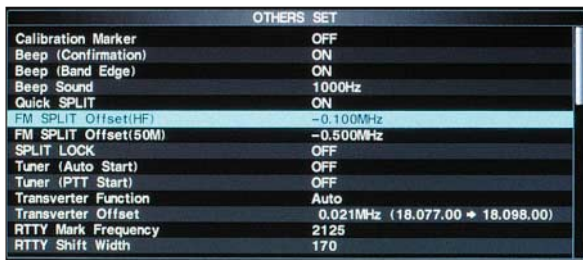 OTHERS SET
Calibration Marker OFF
Beep (Confirmation) ON
Beep (Band Edge) ON
Beep Sound 1000Hz
Quick SPLIT ON
FM SPLIT Offset(HF) -0.100MHz
FM SPLIT Offset(50M) -0.500MHz
SPLIT LOCK OFF
Tuner (Auto Start) OFF
Tuner (PTT Start) OFF
Transverter Function Auto
Transverter Offset 0.021MHz (18.077.00 → 18.098.00)
RTTY Mark Frequency 2125
RTTY Shift Width 170